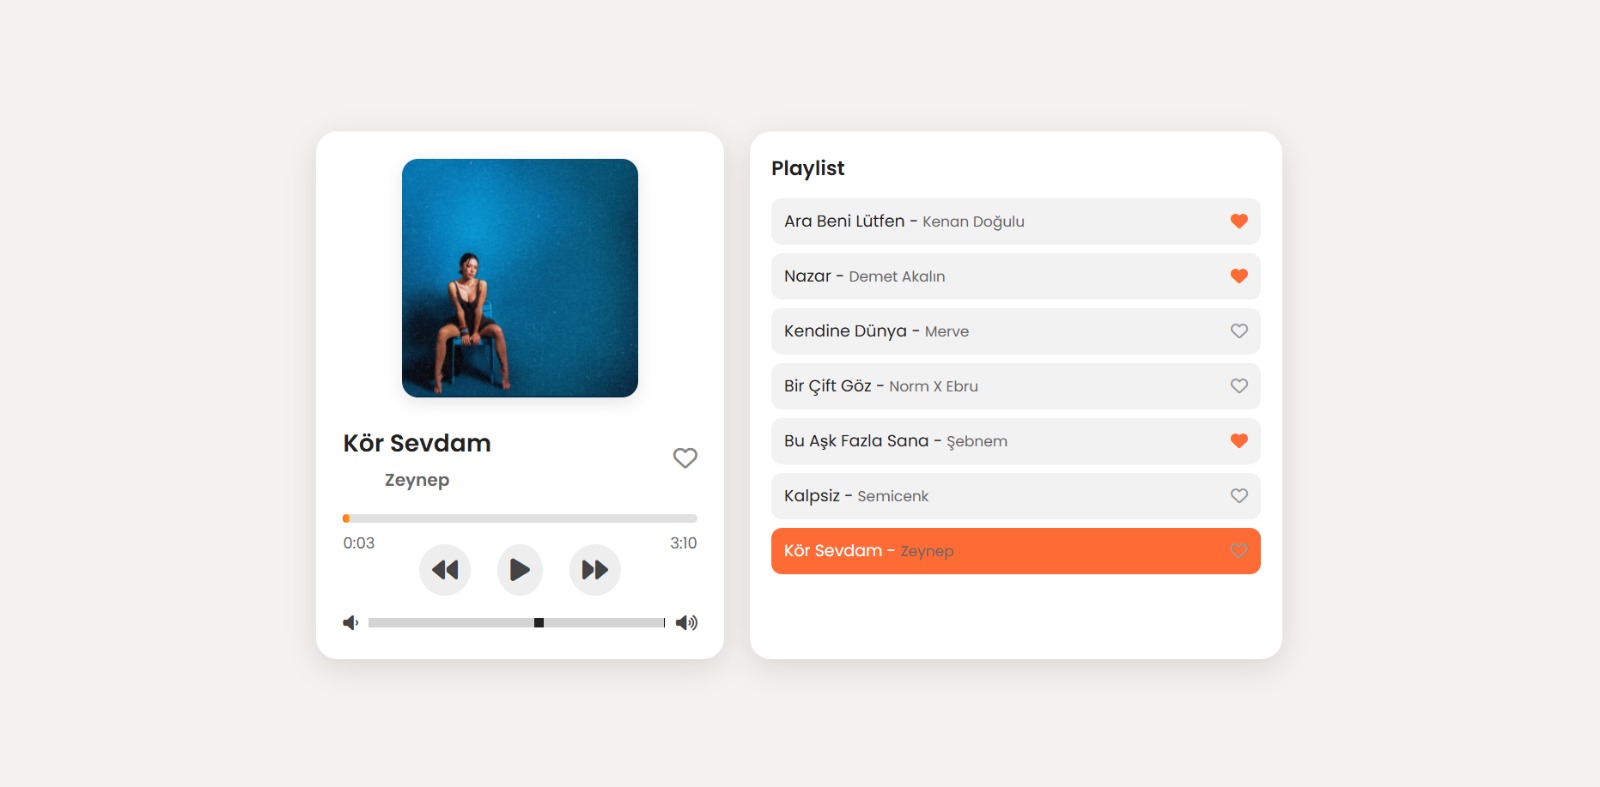 Kör Sevdam
Zeynep
0:03 3:10
Playlist
Ara Beni Lütfen - Kenan Doğulu
Nazar - Demet Akalın
Kendine Dünya - Merve
Bir Çift Göz - Norm X Ebru
Bu Aşk Fazla Sana - Şebnem
Kalpsiz - Semicenk
Kör Sevdam - Zeynep